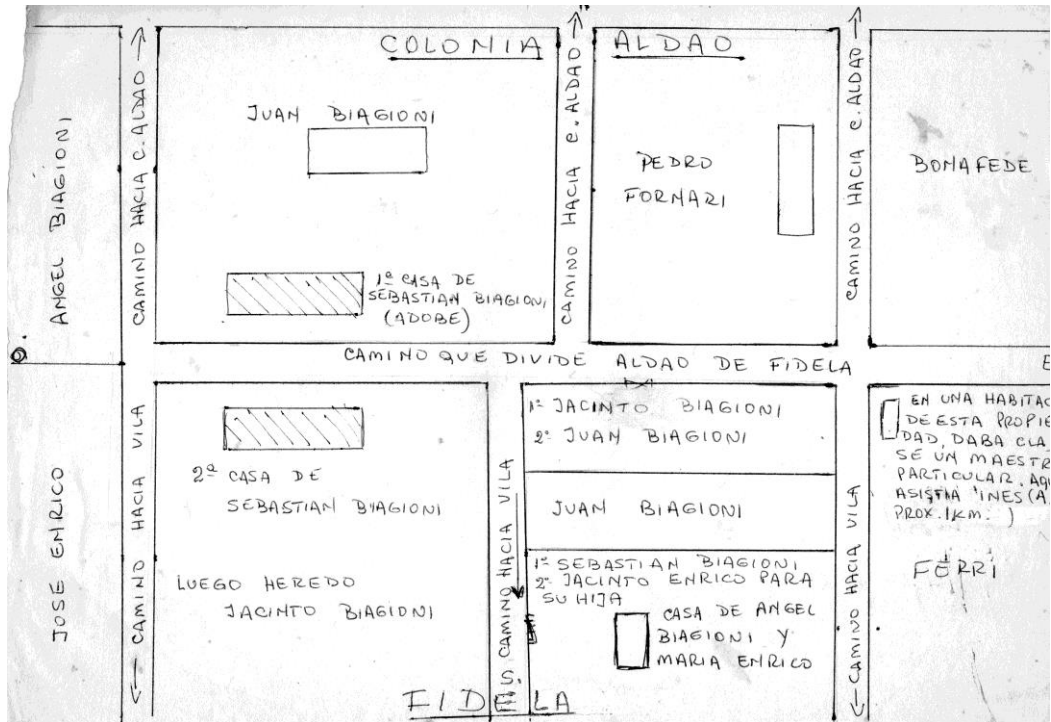 COLONIA ALDAO
ANGEL BIAGIONI
CAMINO HACIA C. ALDAO
JUAN BIAGIONI
1ª CASA DE
SEBASTIAN BIAGIONI
(ADOBE)
CAMINO HACIA C. ALDAO
PEDRO
FORNARI
CAMINO HACIA C. ALDAO
BONAFEDE
O.
CAMINO QUE DIVIDE ALDAO DE FIDELA
E
JOSE ENRICO
CAMINO HACIA VILA
2ª CASA DE
SEBASTIAN BIAGIONI
LUEGO HEREDO
JACINTO BIAGIONI
S. CAMINO HACIA VILA
1º JACINTO BIAGIONI
2º JUAN BIAGIONI
JUAN BIAGIONI
1º SEBASTIAN BIAGIONI
2º JACINTO ENRICO PARA
SU HIJA
CASA DE ANGEL
BIAGIONI Y
MARIA ENRICO
CAMINO HACIA VILA
EN UNA HABITAC
DE ESTA PROPIE
DAD, DABA CLA
SE UN MAESTR
PARTICULAR. AQU
ASISTIA INES (A
PROX. 1 KM. )
FERRI
FIDELA